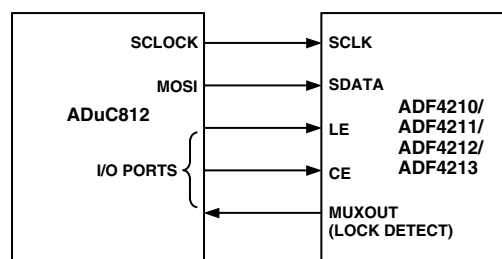 SCLOCK
MOSI
ADuC812
I/O PORTS
SCLK
SDATA
LE
CE
MUXOUT
(LOCK DETECT)
ADF4210/
ADF4211/
ADF4212/
ADF4213